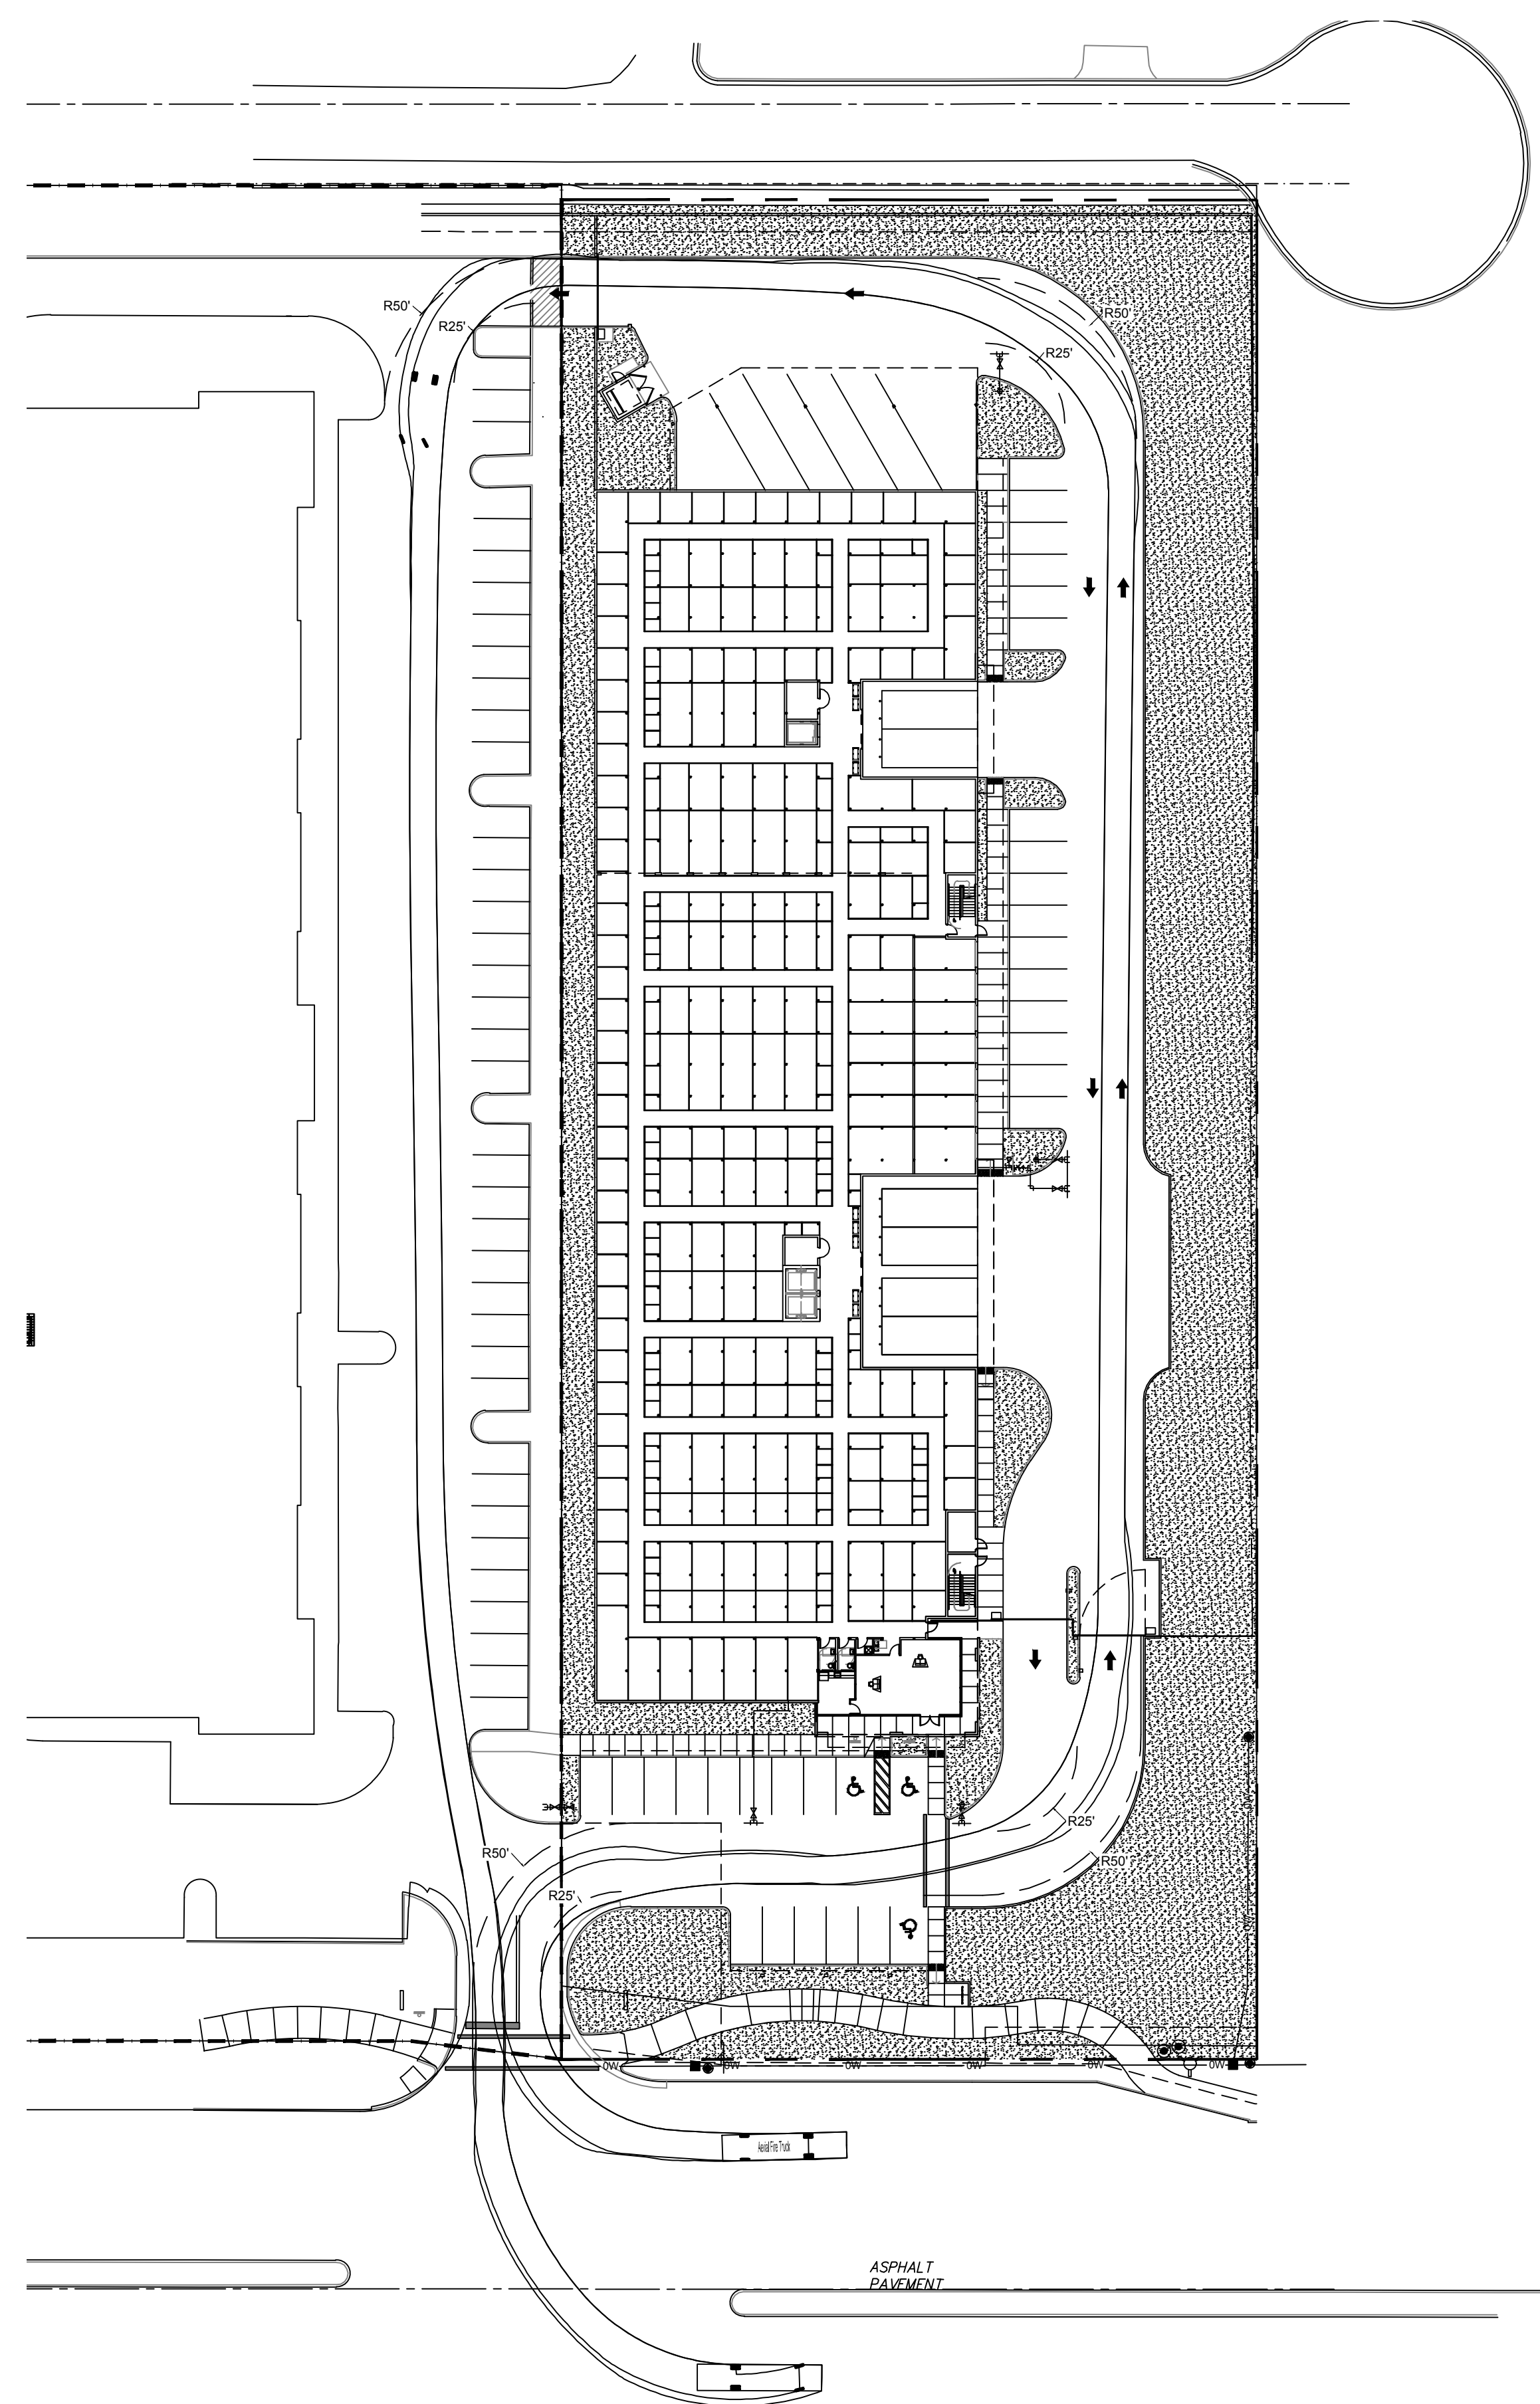 R50'
R25'
R50'
R25'
R25'
R50'
R50'
R25'
OW OW OW OW OW OW
Aerial Fire Truck
ASPHALT
PAVEMENT